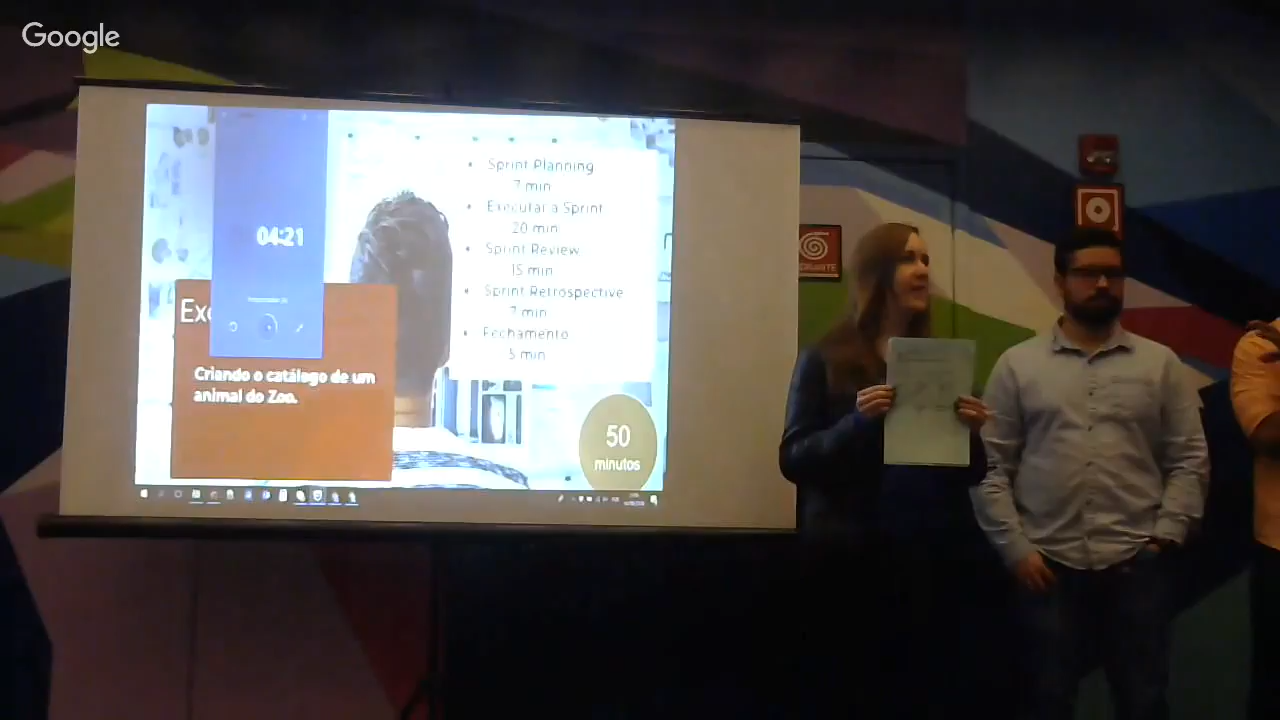 Google
• Sprint Planning
7 min
• Executar a Sprint
20 min
• Sprint Review
15 min
• Sprint Retrospective
7 min
• Fechamento
5 min
04:21
Exe
Criando o catálogo de um
animal do Zoo.
50
minutos